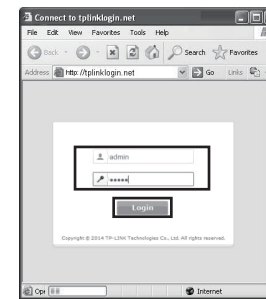 Connect to tplinklogin.net
File Edit View Favorites Tools Help
Back Search Favorites
Address http://tplinklogin.net Go Links
admin
•••••
Login
Copyright © 2014 TP-LINK Technologies Co., Ltd. All rights reserved.
Internet